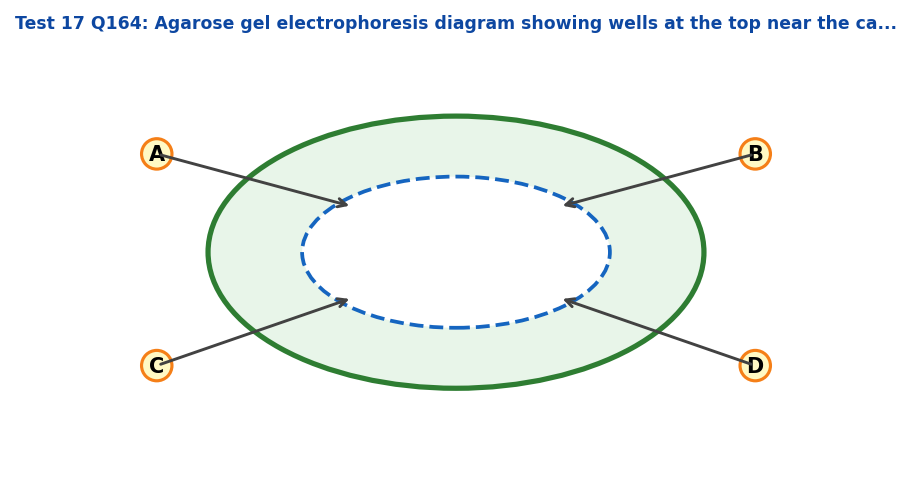 Test 17 Q164: Agarose gel electrophoresis diagram showing wells at the top near the ca...
A
B
C
D